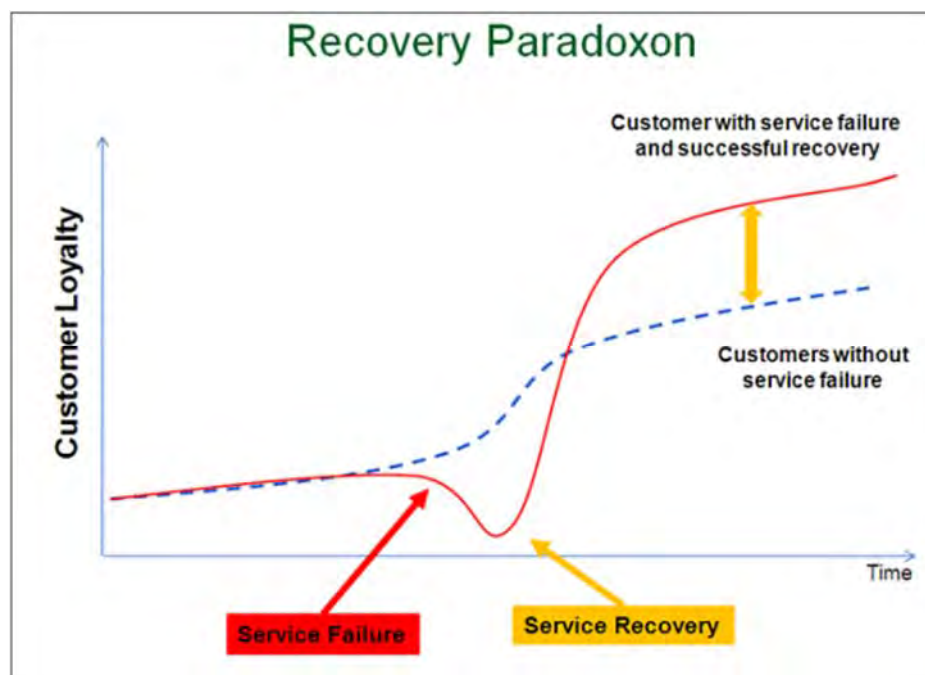 Recovery Paradoxon
Customer with service failure
and successful recovery
Customer Loyalty
Customers without
service failure
Time
Service Failure
Service Recovery